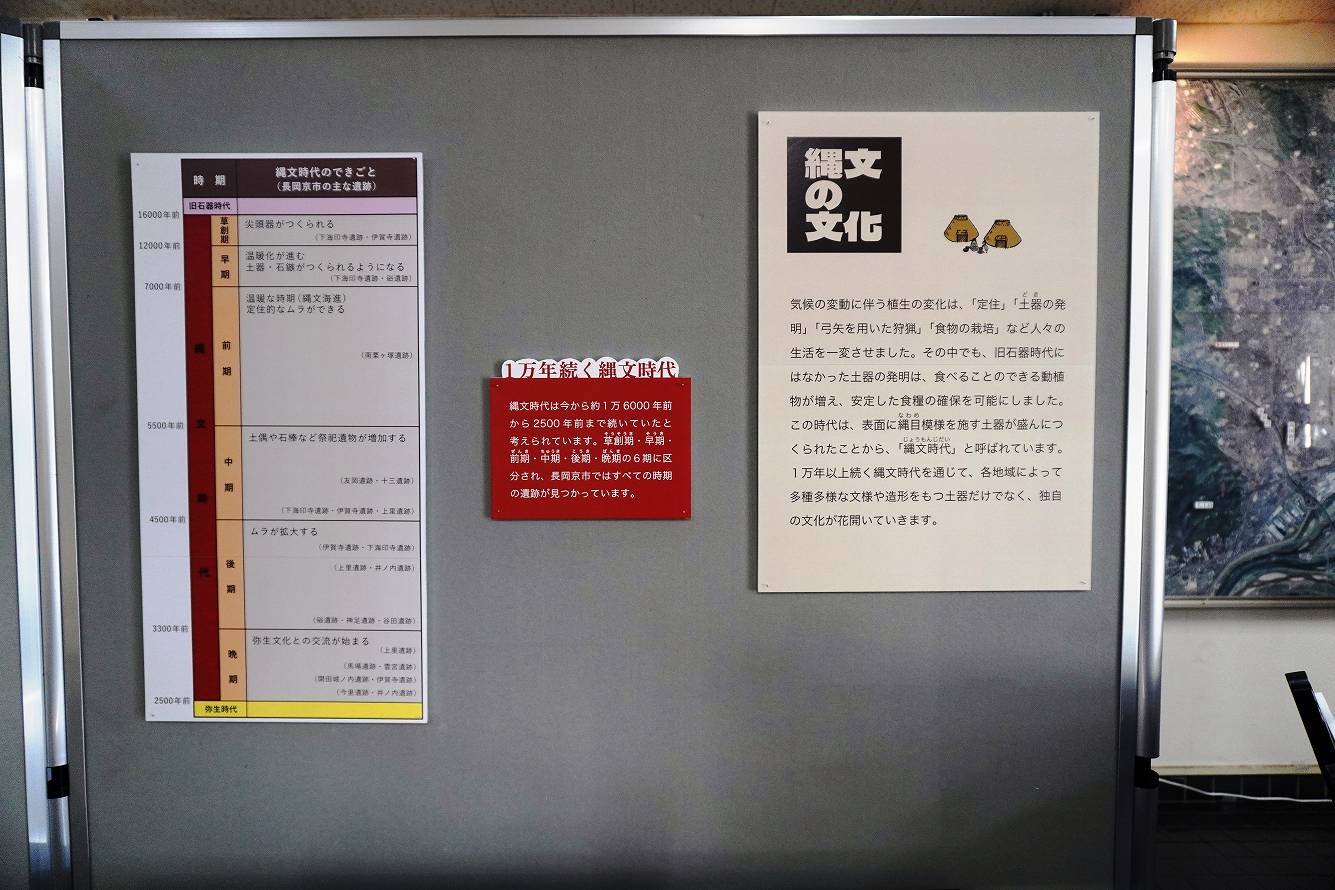 時 期
縄文時代のできごと
（長岡京市の主な遺跡）
旧石器時代
16000年前
草創期
尖頭器がつくられる
（下海印寺遺跡・伊賀寺遺跡）
12000年前
早期
温暖化が進む
土器・石鏃がつくられるようになる
（下海印寺遺跡・硲遺跡）
7000年前
縄文時代
前期
温暖な時期（縄文海進）
定住的なムラができる
（南栗ヶ塚遺跡）
5500年前
中期
土偶や石棒など祭祀遺物が増加する
（友岡遺跡・十三遺跡）
（下海印寺遺跡・伊賀寺遺跡・上里遺跡）
4500年前
後期
ムラが拡大する
（伊賀寺遺跡・下海印寺遺跡）
（上里遺跡・井ノ内遺跡）
（硲遺跡・神足遺跡・谷田遺跡）
3300年前
晩期
弥生文化との交流が始まる
（上里遺跡）
（馬場遺跡・雲宮遺跡）
（開田城ノ内遺跡・伊賀寺遺跡）
（今里遺跡・井ノ内遺跡）
2500年前
弥生時代
1万年続く縄文時代
縄文時代は今から約1万6000年前
から2500年前まで続いていたと
考えられています。草創期・早期・
前期・中期・後期・晩期の6期に区
分され、長岡京市ではすべての時期
の遺跡が見つかっています。
縄文
の
文化
気候の変動に伴う植生の変化は、「定住」「土器の発
明」「弓矢を用いた狩猟」「食物の栽培」など人々の
生活を一変させました。その中でも、旧石器時代に
はなかった土器の発明は、食べることのできる動植
物が増え、安定した食糧の確保を可能にしました。
この時代は、表面に縄目模様を施す土器が盛んにつ
くられたことから、「縄文時代」と呼ばれています。
1万年以上続く縄文時代を通じて、各地域によって
多種多様な文様や造形をもつ土器だけでなく、独自
の文化が花開いていきます。